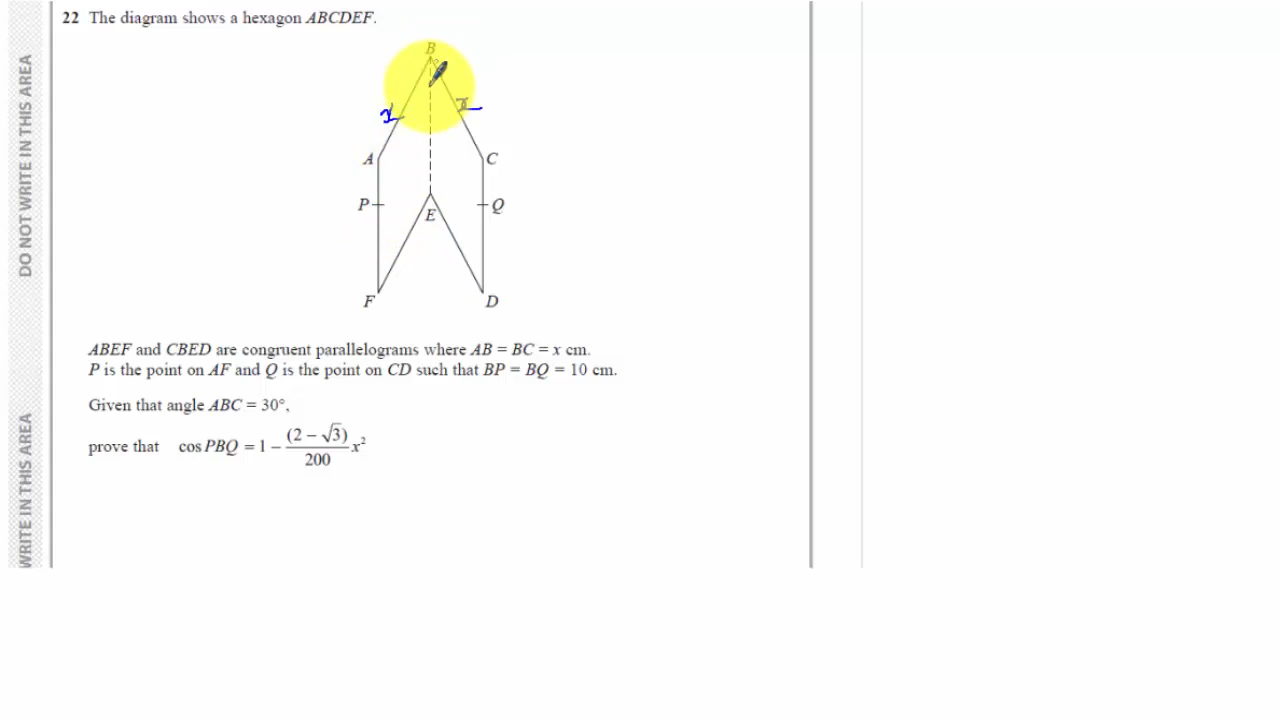 22 The diagram shows a hexagon ABCDEF.
B
x x
A C
P Q
E
F D
ABEF and CBED are congruent parallelograms where AB = BC = x cm.
P is the point on AF and Q is the point on CD such that BP = BQ = 10 cm.
Given that angle ABC = 30°,
prove that cos PBQ = 1 − (2 − √3)/200 x²
DO NOT WRITE IN THIS AREA
WRITE IN THIS AREA